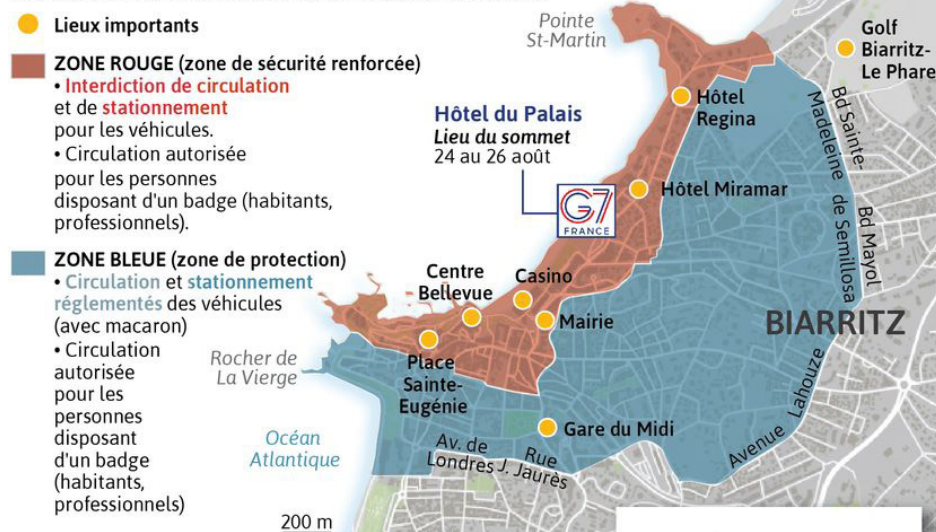 Lieux importants
ZONE ROUGE (zone de sécurité renforcée)
• Interdiction de circulation
et de stationnement
pour les véhicules.
• Circulation autorisée
pour les personnes
disposant d'un badge (habitants,
professionnels).
ZONE BLEUE (zone de protection)
• Circulation et stationnement
réglementés des véhicules
(avec macaron)
• Circulation
autorisée
pour les
personnes
disposant
d'un badge
(habitants,
professionnels)
Pointe
St-Martin
Hôtel du Palais
Lieu du sommet
24 au 26 août
G7
FRANCE
Golf
Biarritz-
Le Phare
Hôtel
Regina
Hôtel Miramar
Bd Sainte-
Madeleine de Semillosa
Bd Mayol
Centre
Bellevue
Casino
Mairie
BIARRITZ
Rocher de
La Vierge
Place
Sainte-
Eugénie
Gare du Midi
Avenue Lahouze
Océan
Atlantique
Av. de
Londres
Rue
J. Jaurès
200 m